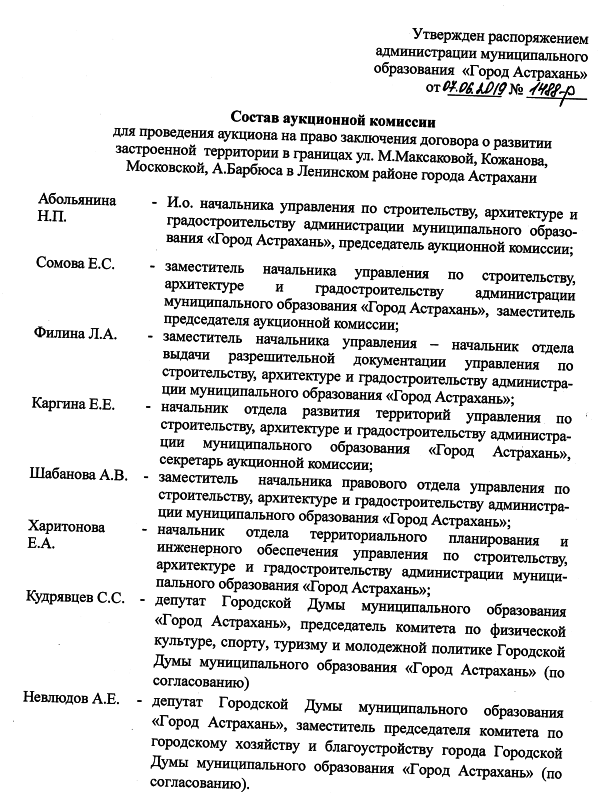 Утвержден распоряжением
администрации муниципального
образования «Город Астрахань»
от 07.06.2019 № 1488-р
Состав аукционной комиссии
для проведения аукциона на право заключения договора о развитии
застроенной территории в границах ул. М.Максаковой, Кожанова,
Московской, А.Барбюса в Ленинском районе города Астрахани
Абольянина - И.о. начальника управления по строительству, архитектуре и
Н.П. градостроительству администрации муниципального образо-
вания «Город Астрахань», председатель аукционной комиссии;
Сомова Е.С. - заместитель начальника управления по строительству,
архитектуре и градостроительству администрации
муниципального образования «Город Астрахань», заместитель
председателя аукционной комиссии;
Филина Л.А. - заместитель начальника управления – начальник отдела
выдачи разрешительной документации управления по
строительству, архитектуре и градостроительству администра-
ции муниципального образования «Город Астрахань»;
Каргина Е.Е. - начальник отдела развития территорий управления по
строительству, архитектуре и градостроительству администра-
ции муниципального образования «Город Астрахань»,
секретарь аукционной комиссии;
Шабанова А.В. - заместитель начальника правового отдела управления по
строительству, архитектуре и градостроительству администра-
ции муниципального образования «Город Астрахань»;
Харитонова - начальник отдела территориального планирования и
Е.А. инженерного обеспечения управления по строительству,
архитектуре и градостроительству администрации муници-
пального образования «Город Астрахань»;
Кудрявцев С.С. - депутат Городской Думы муниципального образования
«Город Астрахань», председатель комитета по физической
культуре, спорту, туризму и молодежной политике Городской
Думы муниципального образования «Город Астрахань» (по
согласованию)
Невлюдов А.Е. - депутат Городской Думы муниципального образования
«Город Астрахань», заместитель председателя комитета по
городскому хозяйству и благоустройству города Городской
Думы муниципального образования «Город Астрахань» (по
согласованию).